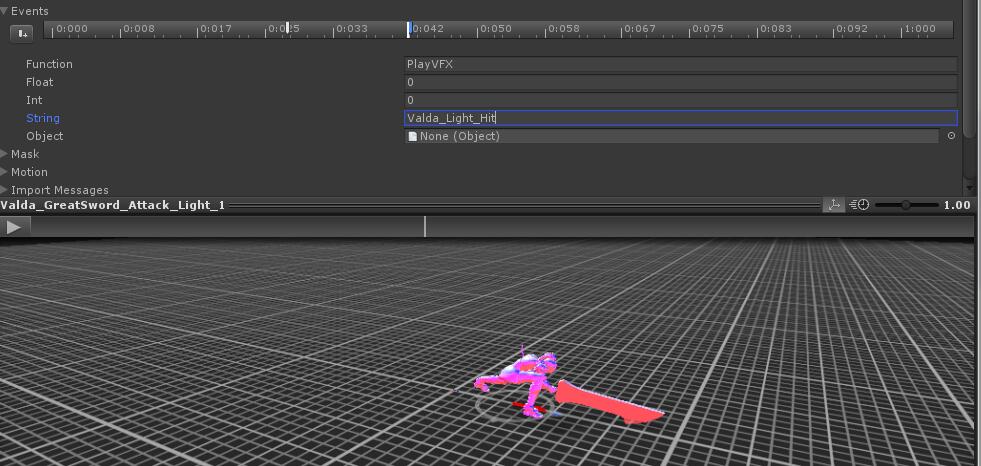 Events
0:000 0:008 0:017 0:025 0:033 0:042 0:050 0:058 0:067 0:075 0:083 0:092 1:000
Function PlayVFX
Float 0
Int 0
String Valda_Light_Hit
Object None (Object)
Mask
Motion
Import Messages
Valda_GreatSword_Attack_Light_1 1.00